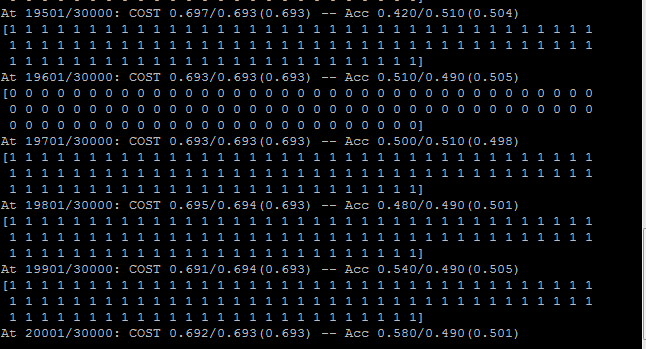 At 19501/30000: COST 0.697/0.693(0.693) -- Acc 0.420/0.510(0.504)
[1 1 1 1 1 1 1 1 1 1 1 1 1 1 1 1 1 1 1 1 1 1 1 1 1 1 1 1 1 1 1 1 1 1 1 1 1
 1 1 1 1 1 1 1 1 1 1 1 1 1 1 1 1 1 1 1 1 1 1 1 1 1 1 1 1 1 1 1 1 1 1 1 1 1
 1 1 1 1 1 1 1 1 1 1 1 1 1 1 1 1 1 1 1 1 1 1 1 1 1 1]
At 19601/30000: COST 0.693/0.693(0.693) -- Acc 0.510/0.490(0.505)
[0 0 0 0 0 0 0 0 0 0 0 0 0 0 0 0 0 0 0 0 0 0 0 0 0 0 0 0 0 0 0 0 0 0 0 0 0
 0 0 0 0 0 0 0 0 0 0 0 0 0 0 0 0 0 0 0 0 0 0 0 0 0 0 0 0 0 0 0 0 0 0 0 0 0
 0 0 0 0 0 0 0 0 0 0 0 0 0 0 0 0 0 0 0 0 0 0 0 0 0 0]
At 19701/30000: COST 0.693/0.693(0.693) -- Acc 0.500/0.510(0.498)
[1 1 1 1 1 1 1 1 1 1 1 1 1 1 1 1 1 1 1 1 1 1 1 1 1 1 1 1 1 1 1 1 1 1 1 1 1
 1 1 1 1 1 1 1 1 1 1 1 1 1 1 1 1 1 1 1 1 1 1 1 1 1 1 1 1 1 1 1 1 1 1 1 1 1
 1 1 1 1 1 1 1 1 1 1 1 1 1 1 1 1 1 1 1 1 1 1 1 1 1 1]
At 19801/30000: COST 0.695/0.694(0.693) -- Acc 0.480/0.490(0.501)
[1 1 1 1 1 1 1 1 1 1 1 1 1 1 1 1 1 1 1 1 1 1 1 1 1 1 1 1 1 1 1 1 1 1 1 1 1
 1 1 1 1 1 1 1 1 1 1 1 1 1 1 1 1 1 1 1 1 1 1 1 1 1 1 1 1 1 1 1 1 1 1 1 1 1
 1 1 1 1 1 1 1 1 1 1 1 1 1 1 1 1 1 1 1 1 1 1 1 1 1 1]
At 19901/30000: COST 0.691/0.694(0.693) -- Acc 0.540/0.490(0.505)
[1 1 1 1 1 1 1 1 1 1 1 1 1 1 1 1 1 1 1 1 1 1 1 1 1 1 1 1 1 1 1 1 1 1 1 1 1
 1 1 1 1 1 1 1 1 1 1 1 1 1 1 1 1 1 1 1 1 1 1 1 1 1 1 1 1 1 1 1 1 1 1 1 1 1
 1 1 1 1 1 1 1 1 1 1 1 1 1 1 1 1 1 1 1 1 1 1 1 1 1 1]
At 20001/30000: COST 0.692/0.693(0.693) -- Acc 0.580/0.490(0.501)